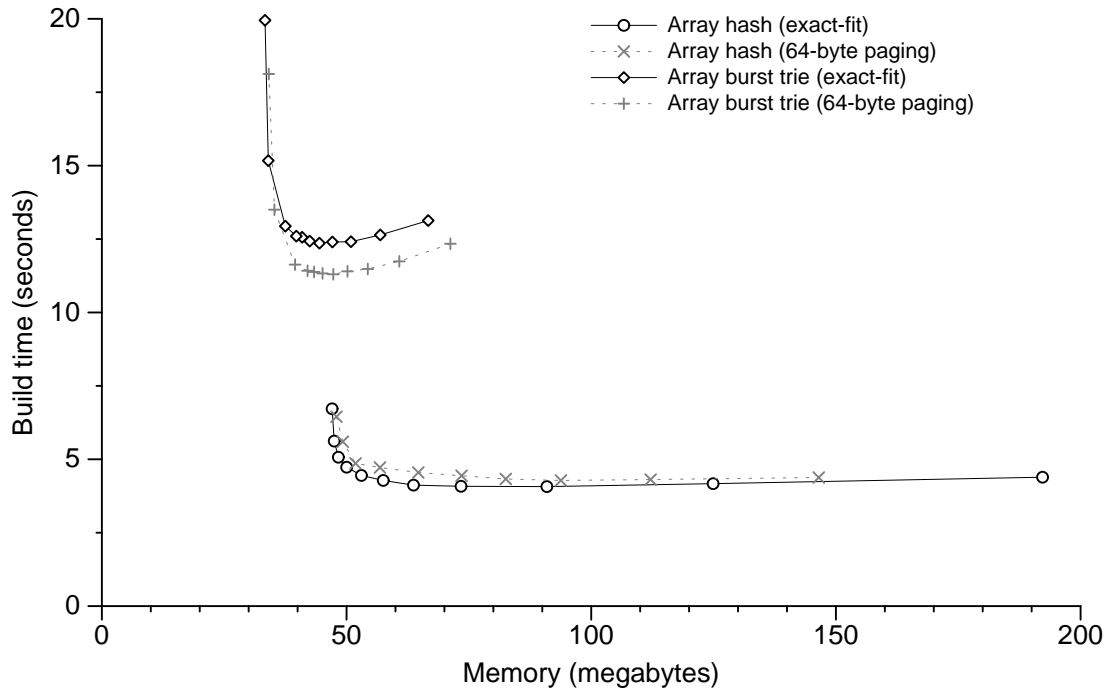 20
15
10
5
0
0
50
100
150
200
Build time (seconds)
Memory (megabytes)
Array hash (exact-fit)
Array hash (64-byte paging)
Array burst trie (exact-fit)
Array burst trie (64-byte paging)